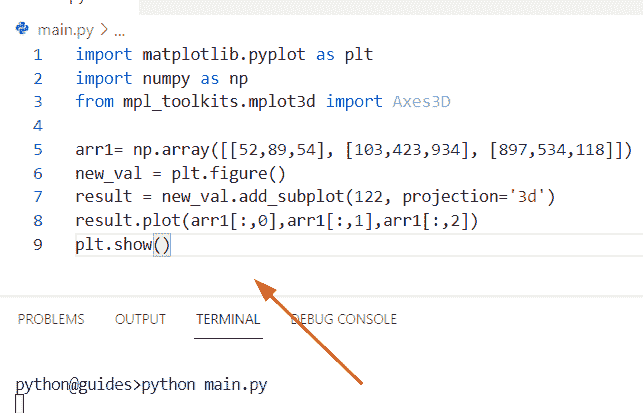 main.py > ...
1 import matplotlib.pyplot as plt
2 import numpy as np
3 from mpl_toolkits.mplot3d import Axes3D
4
5 arr1= np.array([[52,89,54], [103,423,934], [897,534,118]])
6 new_val = plt.figure()
7 result = new_val.add_subplot(122, projection='3d')
8 result.plot(arr1[:,0],arr1[:,1],arr1[:,2])
9 plt.show()
PROBLEMS OUTPUT TERMINAL DEBUG CONSOLE
python@guides>python main.py